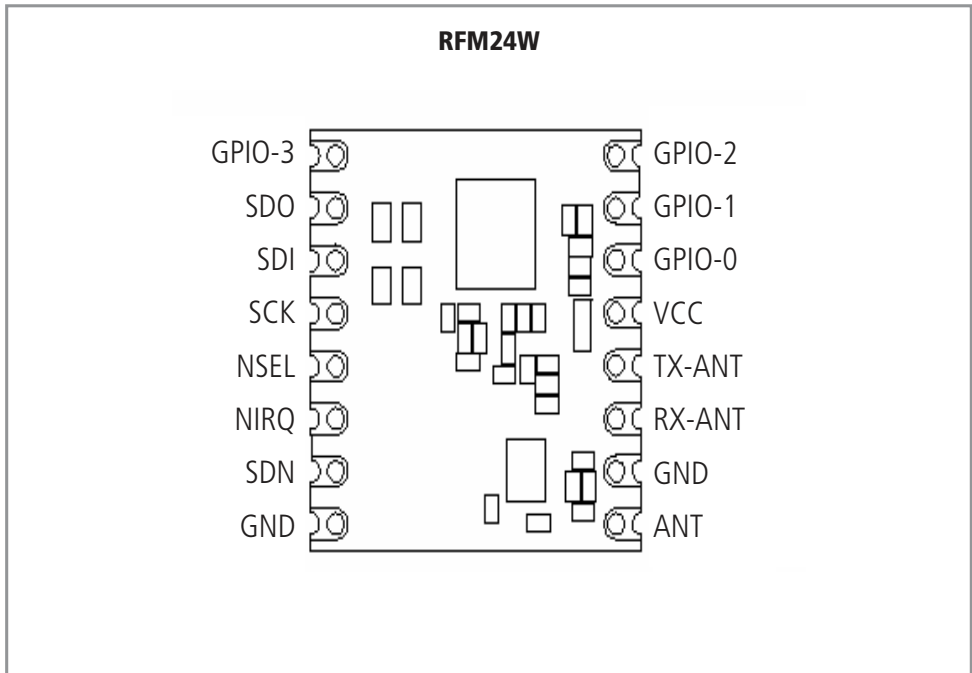 RFM24W
GPIO-3
SDO
SDI
SCK
NSEL
NIRQ
SDN
GND
GPIO-2
GPIO-1
GPIO-0
VCC
TX-ANT
RX-ANT
GND
ANT